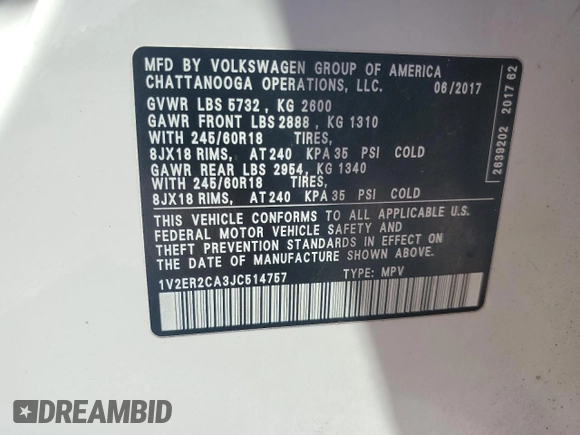 MFD BY VOLKSWAGEN GROUP OF AMERICA
CHATTANOOGA OPERATIONS, LLC. 06/2017
GVWR LBS 5732 , KG 2600
GAWR FRONT LBS 2888 , KG 1310
WITH 245/60R18 TIRES,
8JX18 RIMS, AT 240 KPA 35 PSI COLD
GAWR REAR LBS 2954, KG 1340
WITH 245/60R18 TIRES,
8JX18 RIMS, AT 240 KPA 35 PSI COLD
THIS VEHICLE CONFORMS TO ALL APPLICABLE U.S.
FEDERAL MOTOR VEHICLE SAFETY AND
THEFT PREVENTION STANDARDS IN EFFECT ON
THE DATE OF MANUFACTURE SHOWN ABOVE.
1V2ER2CA3JC514757 TYPE: MPV
2639202 2017 62
DREAMBID